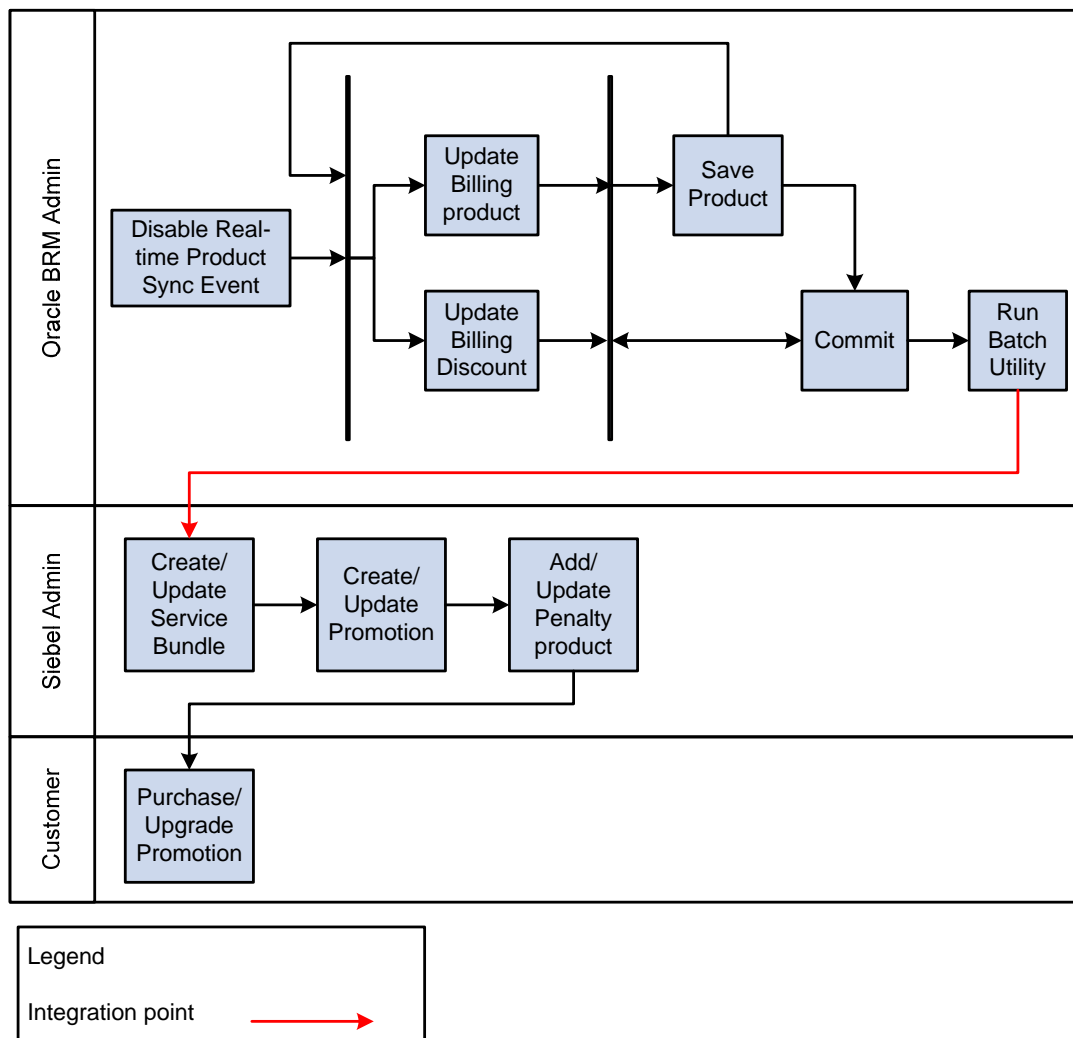 Oracle BRM Admin
Disable Real-
time Product
Sync Event
Update
Billing
product
Update
Billing
Discount
Save
Product
Commit
Run
Batch
Utility
Siebel Admin
Create/
Update
Service
Bundle
Create/
Update
Promotion
Add/
Update
Penalty
product
Customer
Purchase/
Upgrade
Promotion
Legend
Integration point